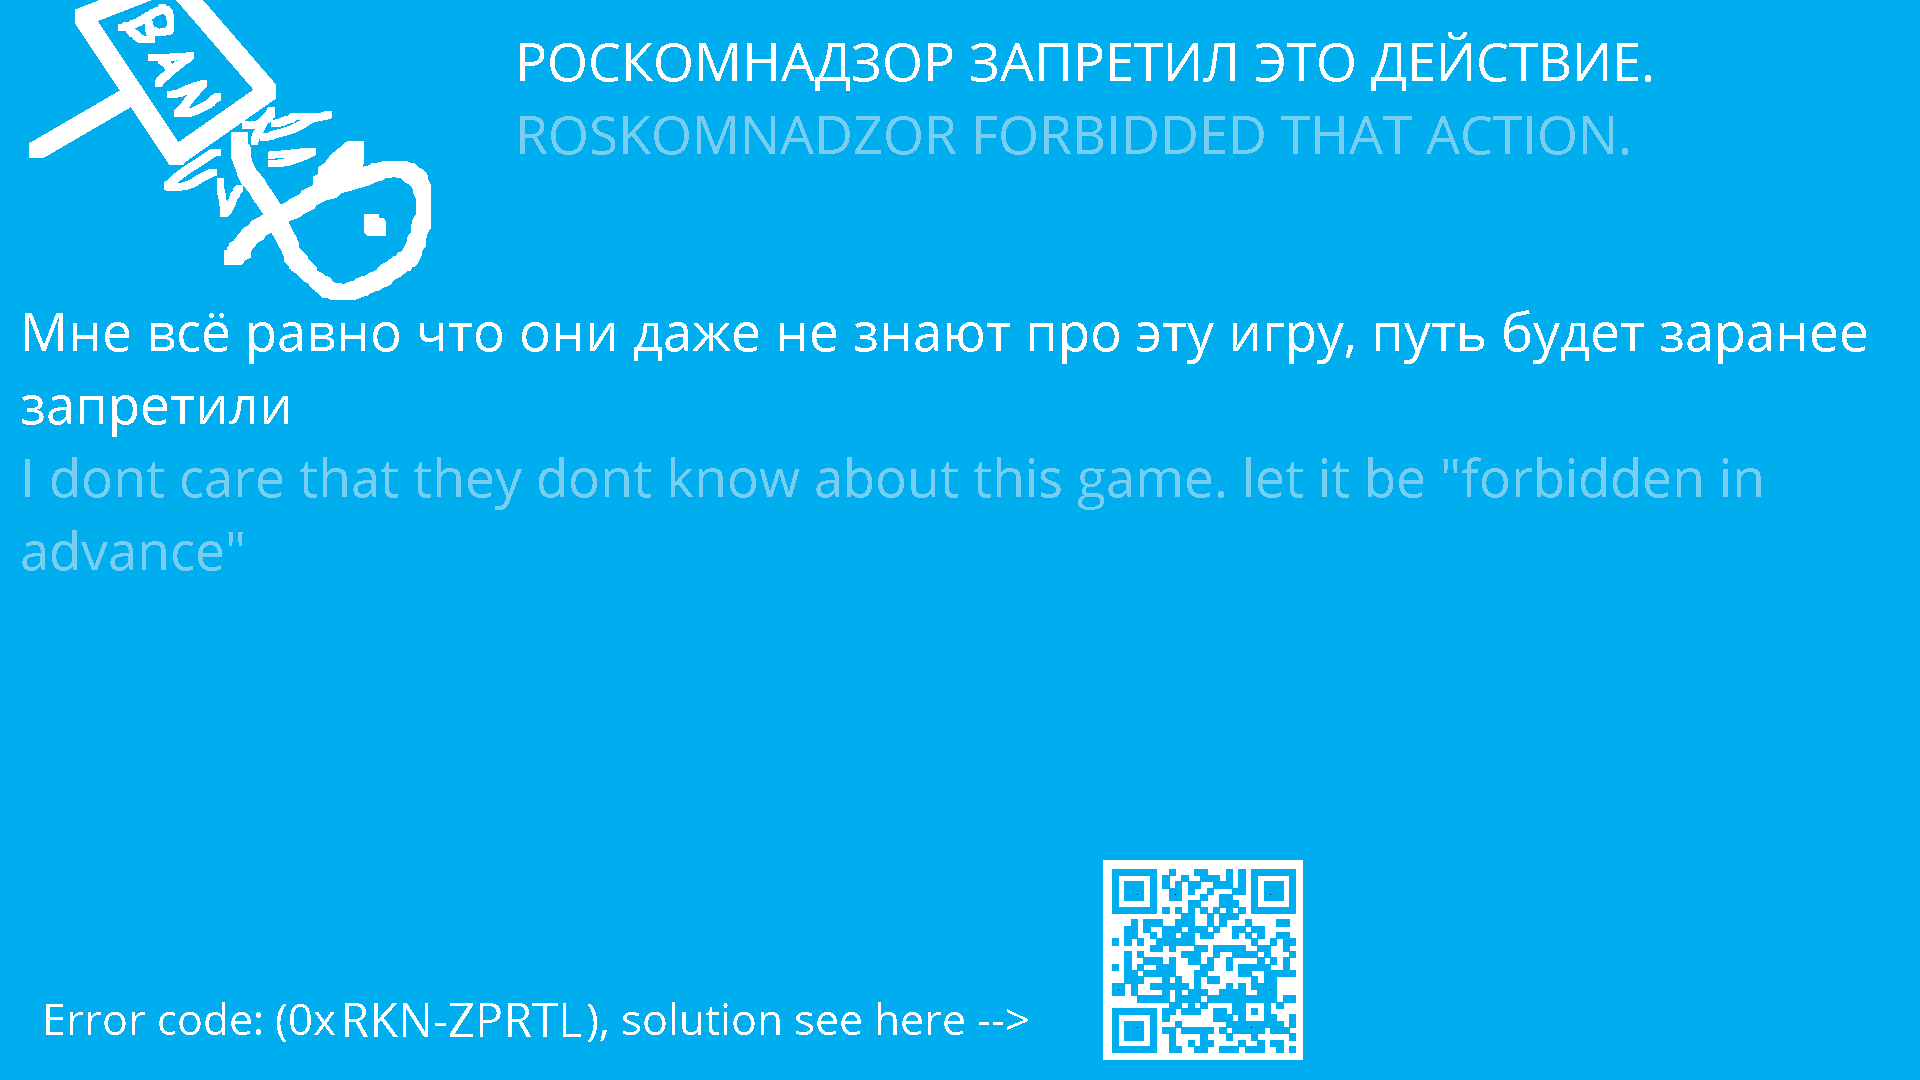 BAN
РОСКОМНАДЗОР ЗАПРЕТИЛ ЭТО ДЕЙСТВИЕ.
ROSKOMNADZOR FORBIDDED THAT ACTION.
Мне всё равно что они даже не знают про эту игру, путь будет заранее
запретили
I dont care that they dont know about this game. let it be "forbidden in
advance"
Error code: (0xRKN-ZPRTL), solution see here -->